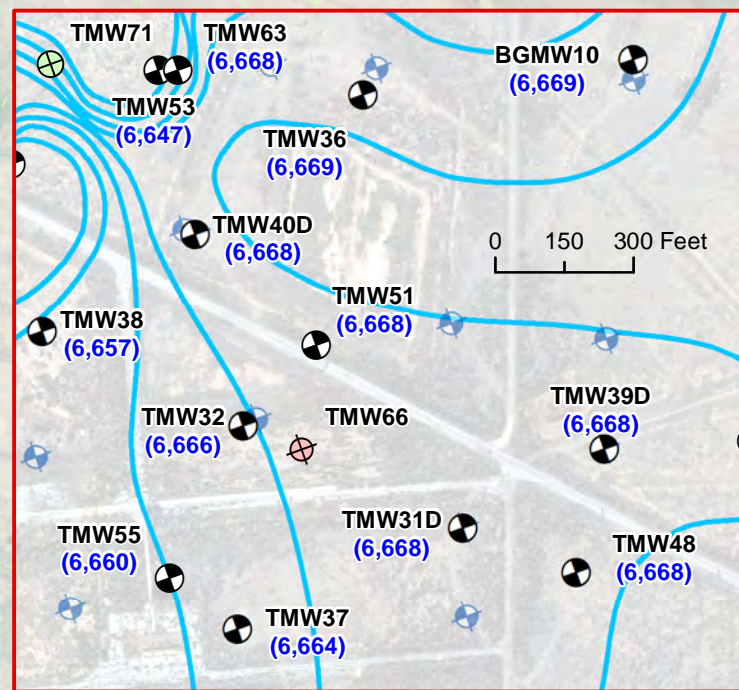 TMW71
TMW63
(6,668)
BGMW10
(6,669)
TMW53
(6,647)
TMW36
(6,669)
TMW40D
(6,668)
0 150 300 Feet
TMW51
(6,668)
TMW38
(6,657)
TMW32
(6,666)
TMW66
TMW39D
(6,668)
TMW31D
(6,668)
TMW55
(6,660)
TMW48
(6,668)
TMW37
(6,664)